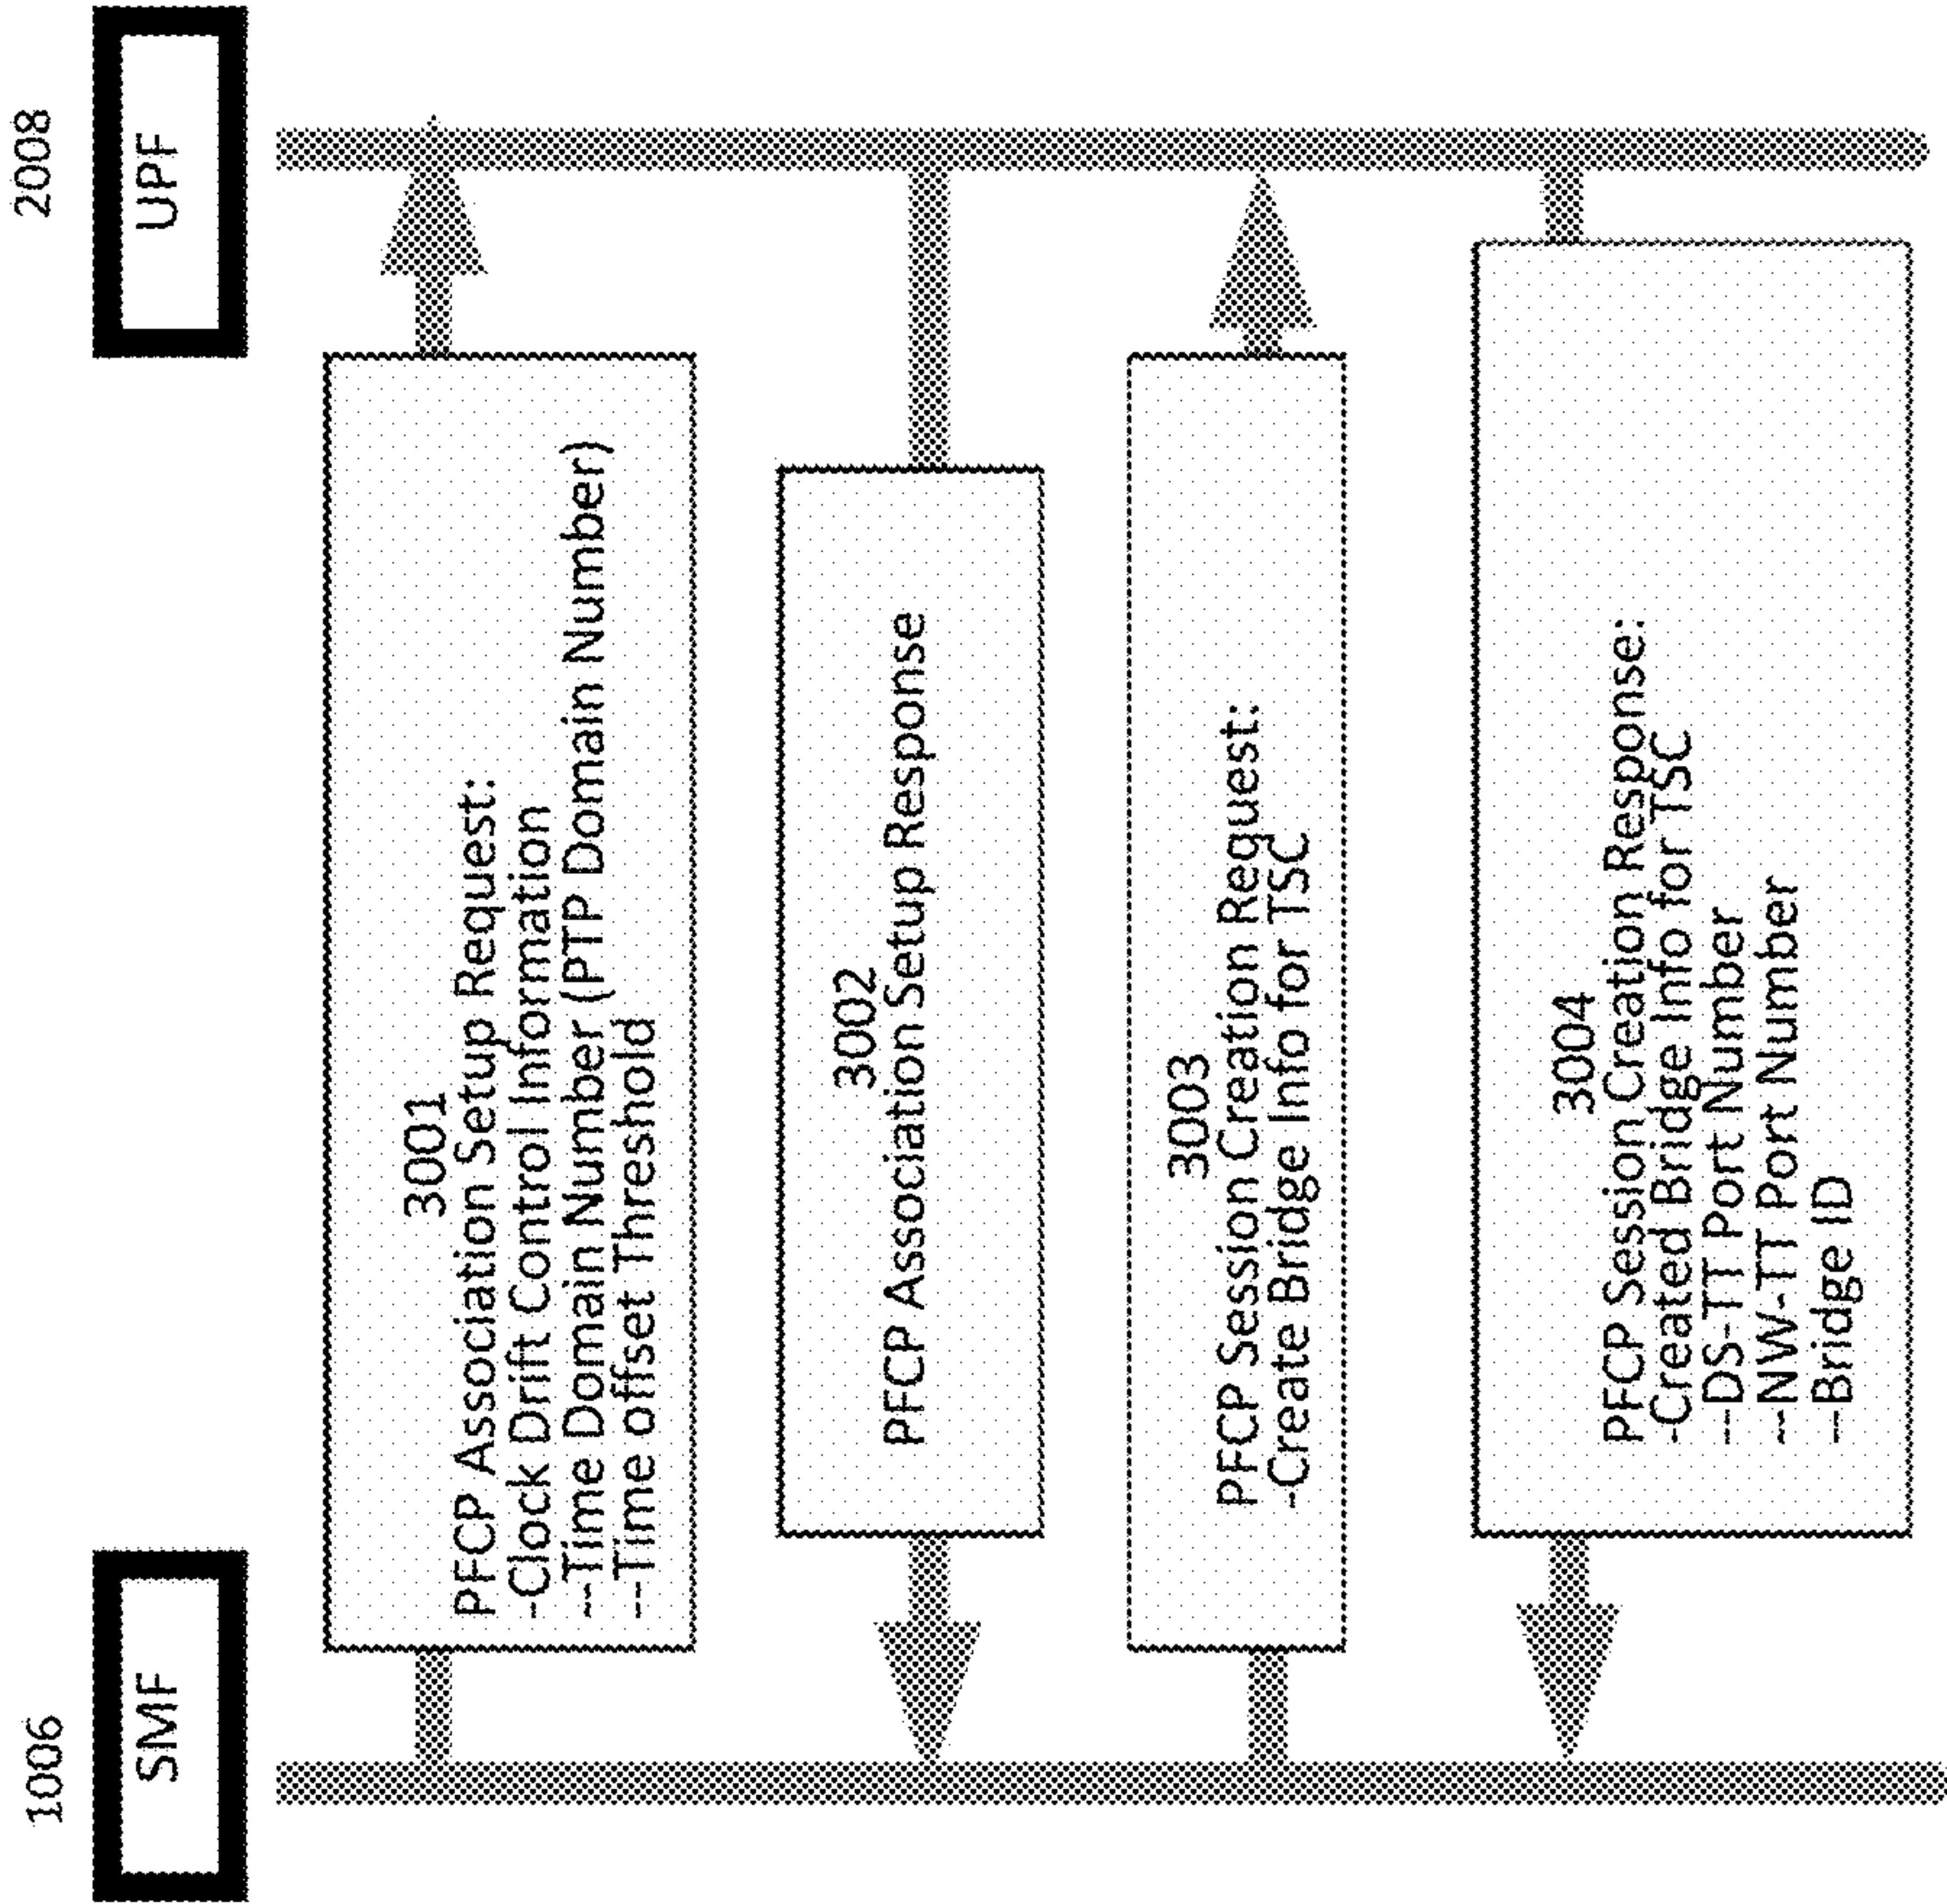 1006
2008
SMF
UPF
3001
PFCP Association Setup Request:
-Clock Drift Control Information
--Time Domain Number (PTP Domain Number)
--Time offset Threshold
3002
PFCP Association Setup Response
3003
PFCP Session Creation Request:
-Create Bridge Info for TSC
3004
PFCP Session Creation Response:
-Created Bridge Info for TSC
--DS-TT Port Number
--NW-TT Port Number
--Bridge ID